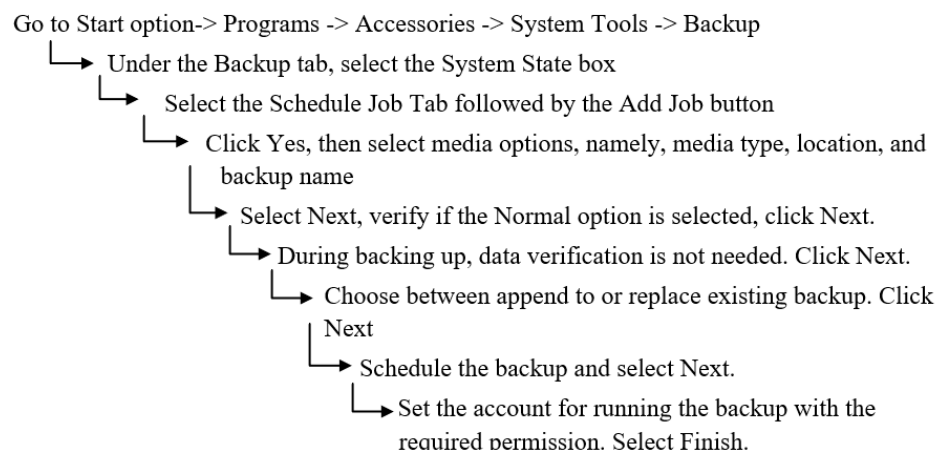 Go to Start option-> Programs -> Accessories -> System Tools -> Backup
Under the Backup tab, select the System State box
Select the Schedule Job Tab followed by the Add Job button
Click Yes, then select media options, namely, media type, location, and
backup name
Select Next, verify if the Normal option is selected, click Next.
During backing up, data verification is not needed. Click Next.
Choose between append to or replace existing backup. Click
Next
Schedule the backup and select Next.
Set the account for running the backup with the
required permission. Select Finish.